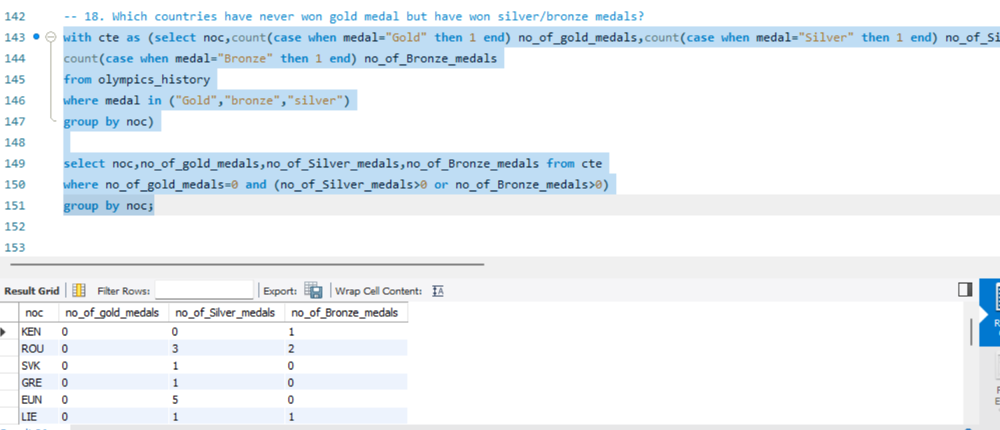 142 -- 18. Which countries have never won gold medal but have won silver/bronze medals?
143 with cte as (select noc,count(case when medal="Gold" then 1 end) no_of_gold_medals,count(case when medal="Silver" then 1 end) no_of_Si
144 count(case when medal="Bronze" then 1 end) no_of_Bronze_medals
145 from olympics_history
146 where medal in ("Gold","bronze","silver")
147 group by noc)
148
149 select noc,no_of_gold_medals,no_of_Silver_medals,no_of_Bronze_medals from cte
150 where no_of_gold_medals=0 and (no_of_Silver_medals>0 or no_of_Bronze_medals>0)
151 group by noc;
152
153
Result Grid Filter Rows: Export: Wrap Cell Content: IA
noc no_of_gold_medals no_of_Silver_medals no_of_Bronze_medals
KEN 0 0 1
ROU 0 3 2
SVK 0 1 0
GRE 0 1 0
EUN 0 5 0
LIE 0 1 1